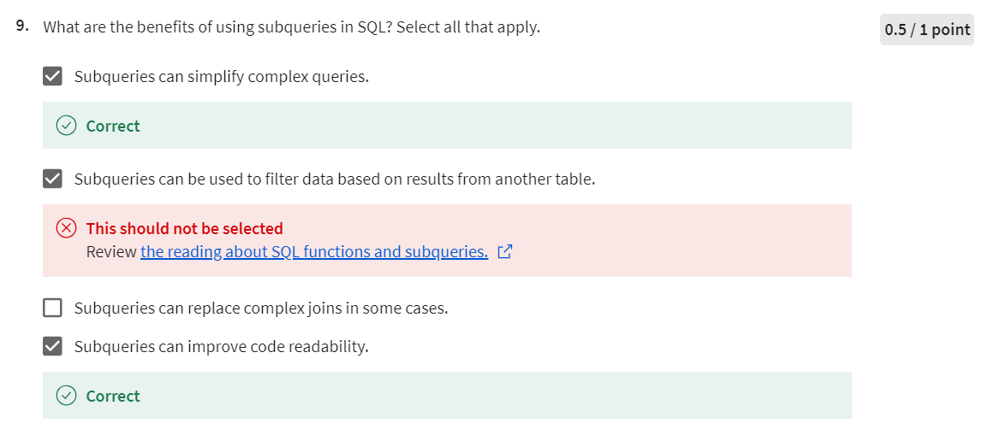 9. What are the benefits of using subqueries in SQL? Select all that apply.
0.5 / 1 point
Subqueries can simplify complex queries.
Correct
Subqueries can be used to filter data based on results from another table.
This should not be selected
Review the reading about SQL functions and subqueries.
Subqueries can replace complex joins in some cases.
Subqueries can improve code readability.
Correct